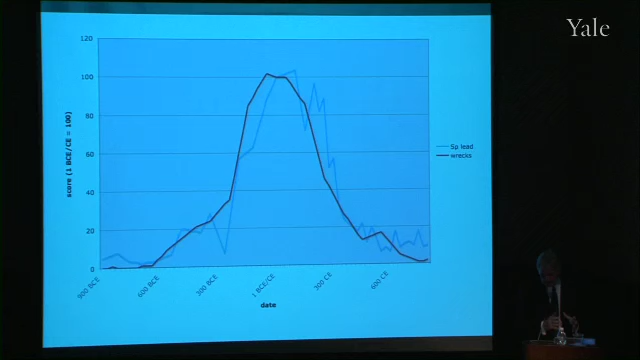 Yale
120
100
80
60
40
20
0
score (1 BCE/CE = 100)
900 BCE
600 BCE
300 BCE
1 BCE/CE
300 CE
600 CE
date
Sp lead
wrecks